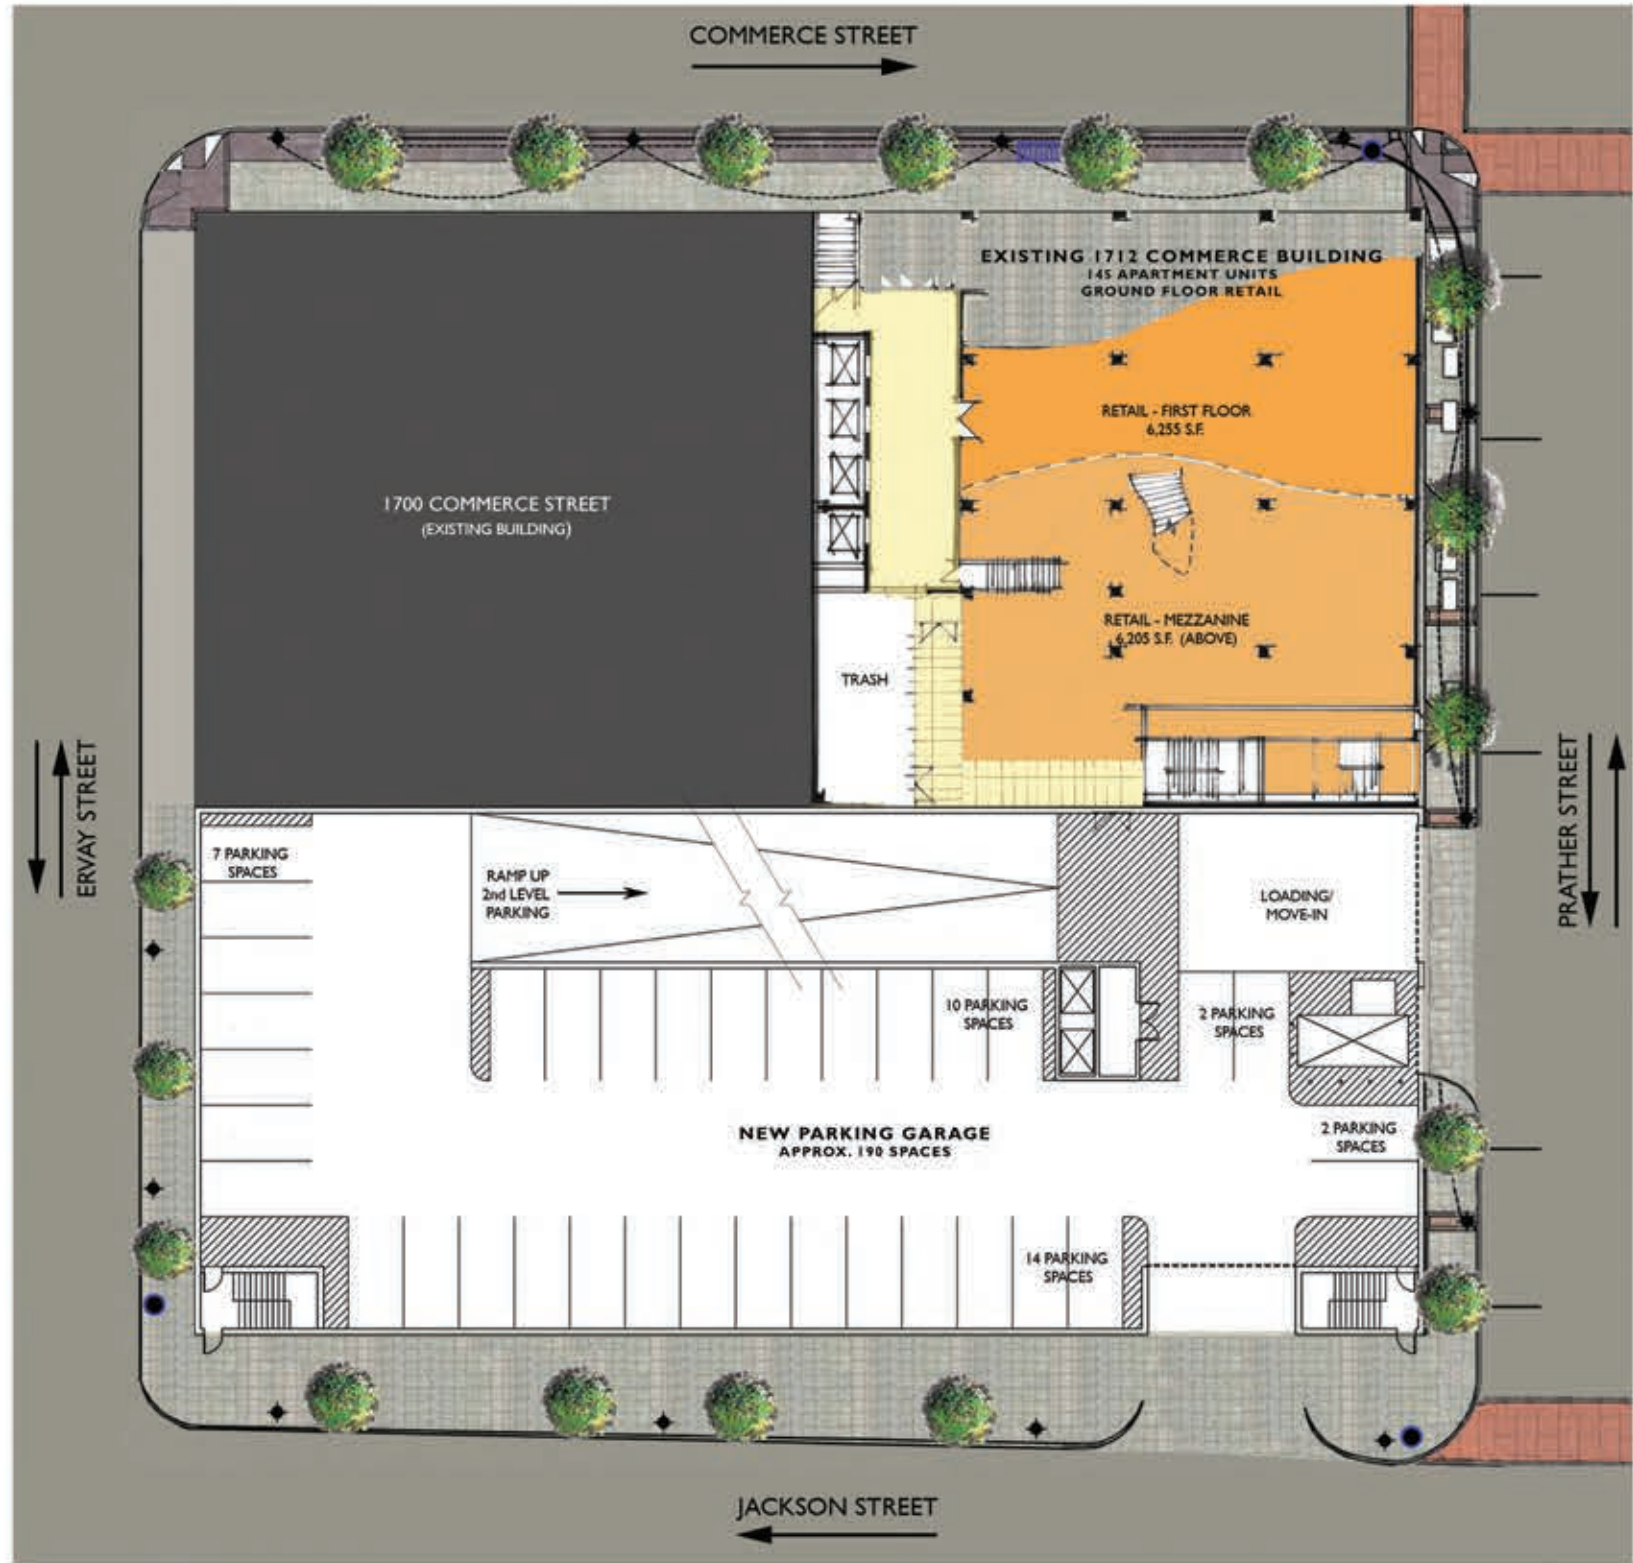 COMMERCE STREET
EXISTING 1712 COMMERCE BUILDING
145 APARTMENT UNITS
GROUND FLOOR RETAIL
RETAIL - FIRST FLOOR
6,255 S.F.
1700 COMMERCE STREET
(EXISTING BUILDING)
RETAIL - MEZZANINE
6,205 S.F. (ABOVE)
TRASH
ERVAY STREET
PRATHER STREET
7 PARKING
SPACES
RAMP UP
2nd LEVEL
PARKING
LOADING/
MOVE-IN
10 PARKING
SPACES
2 PARKING
SPACES
NEW PARKING GARAGE
APPROX. 190 SPACES
2 PARKING
SPACES
14 PARKING
SPACES
JACKSON STREET